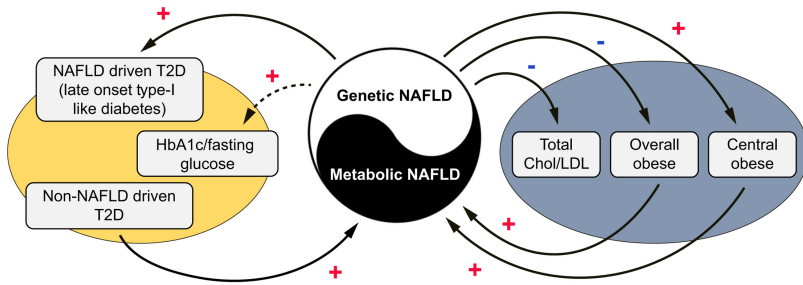 +
+
-
-
+
NAFLD driven T2D
(late onset type-I
like diabetes)
HbA1c/fasting
glucose
Non-NAFLD driven
T2D
Genetic NAFLD
Metabolic NAFLD
Total
Chol/LDL
Overall
obese
Central
obese
+
+
+